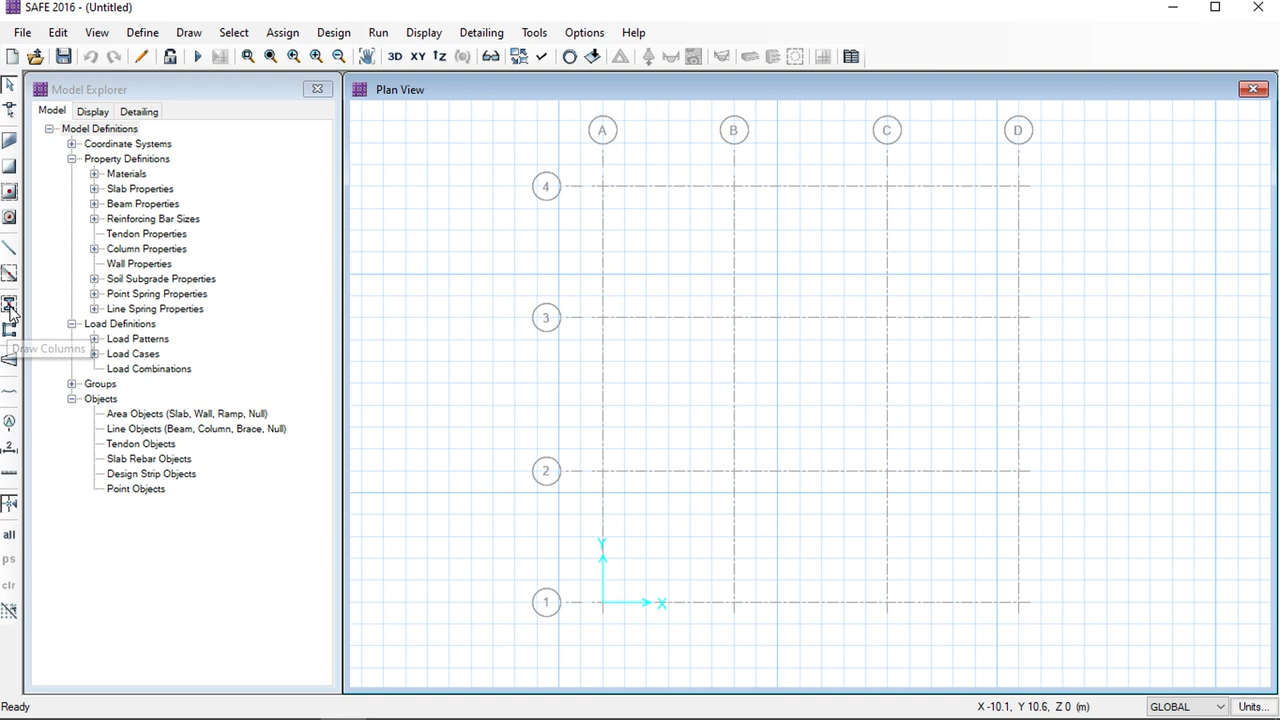 SAFE 2016 - (Untitled)
File Edit View Define Draw Select Assign Design Run Display Detailing Tools Options Help
3D XY
Model Explorer
Model Display Detailing
Model Definitions
Coordinate Systems
Property Definitions
Materials
Slab Properties
Beam Properties
Reinforcing Bar Sizes
Tendon Properties
Column Properties
Wall Properties
Soil Subgrade Properties
Point Spring Properties
Line Spring Properties
Load Definitions
Load Patterns
Load Cases
Load Combinations
Groups
Objects
Area Objects (Slab, Wall, Ramp, Null)
Line Objects (Beam, Column, Brace, Null)
Tendon Objects
Slab Rebar Objects
Design Strip Objects
Point Objects
Draw Columns
2
all
ps
clr
Plan View
A B C D
4
3
2
1
Y
X
Ready
X -10.1, Y 10.6, Z 0 (m)
GLOBAL
Units...